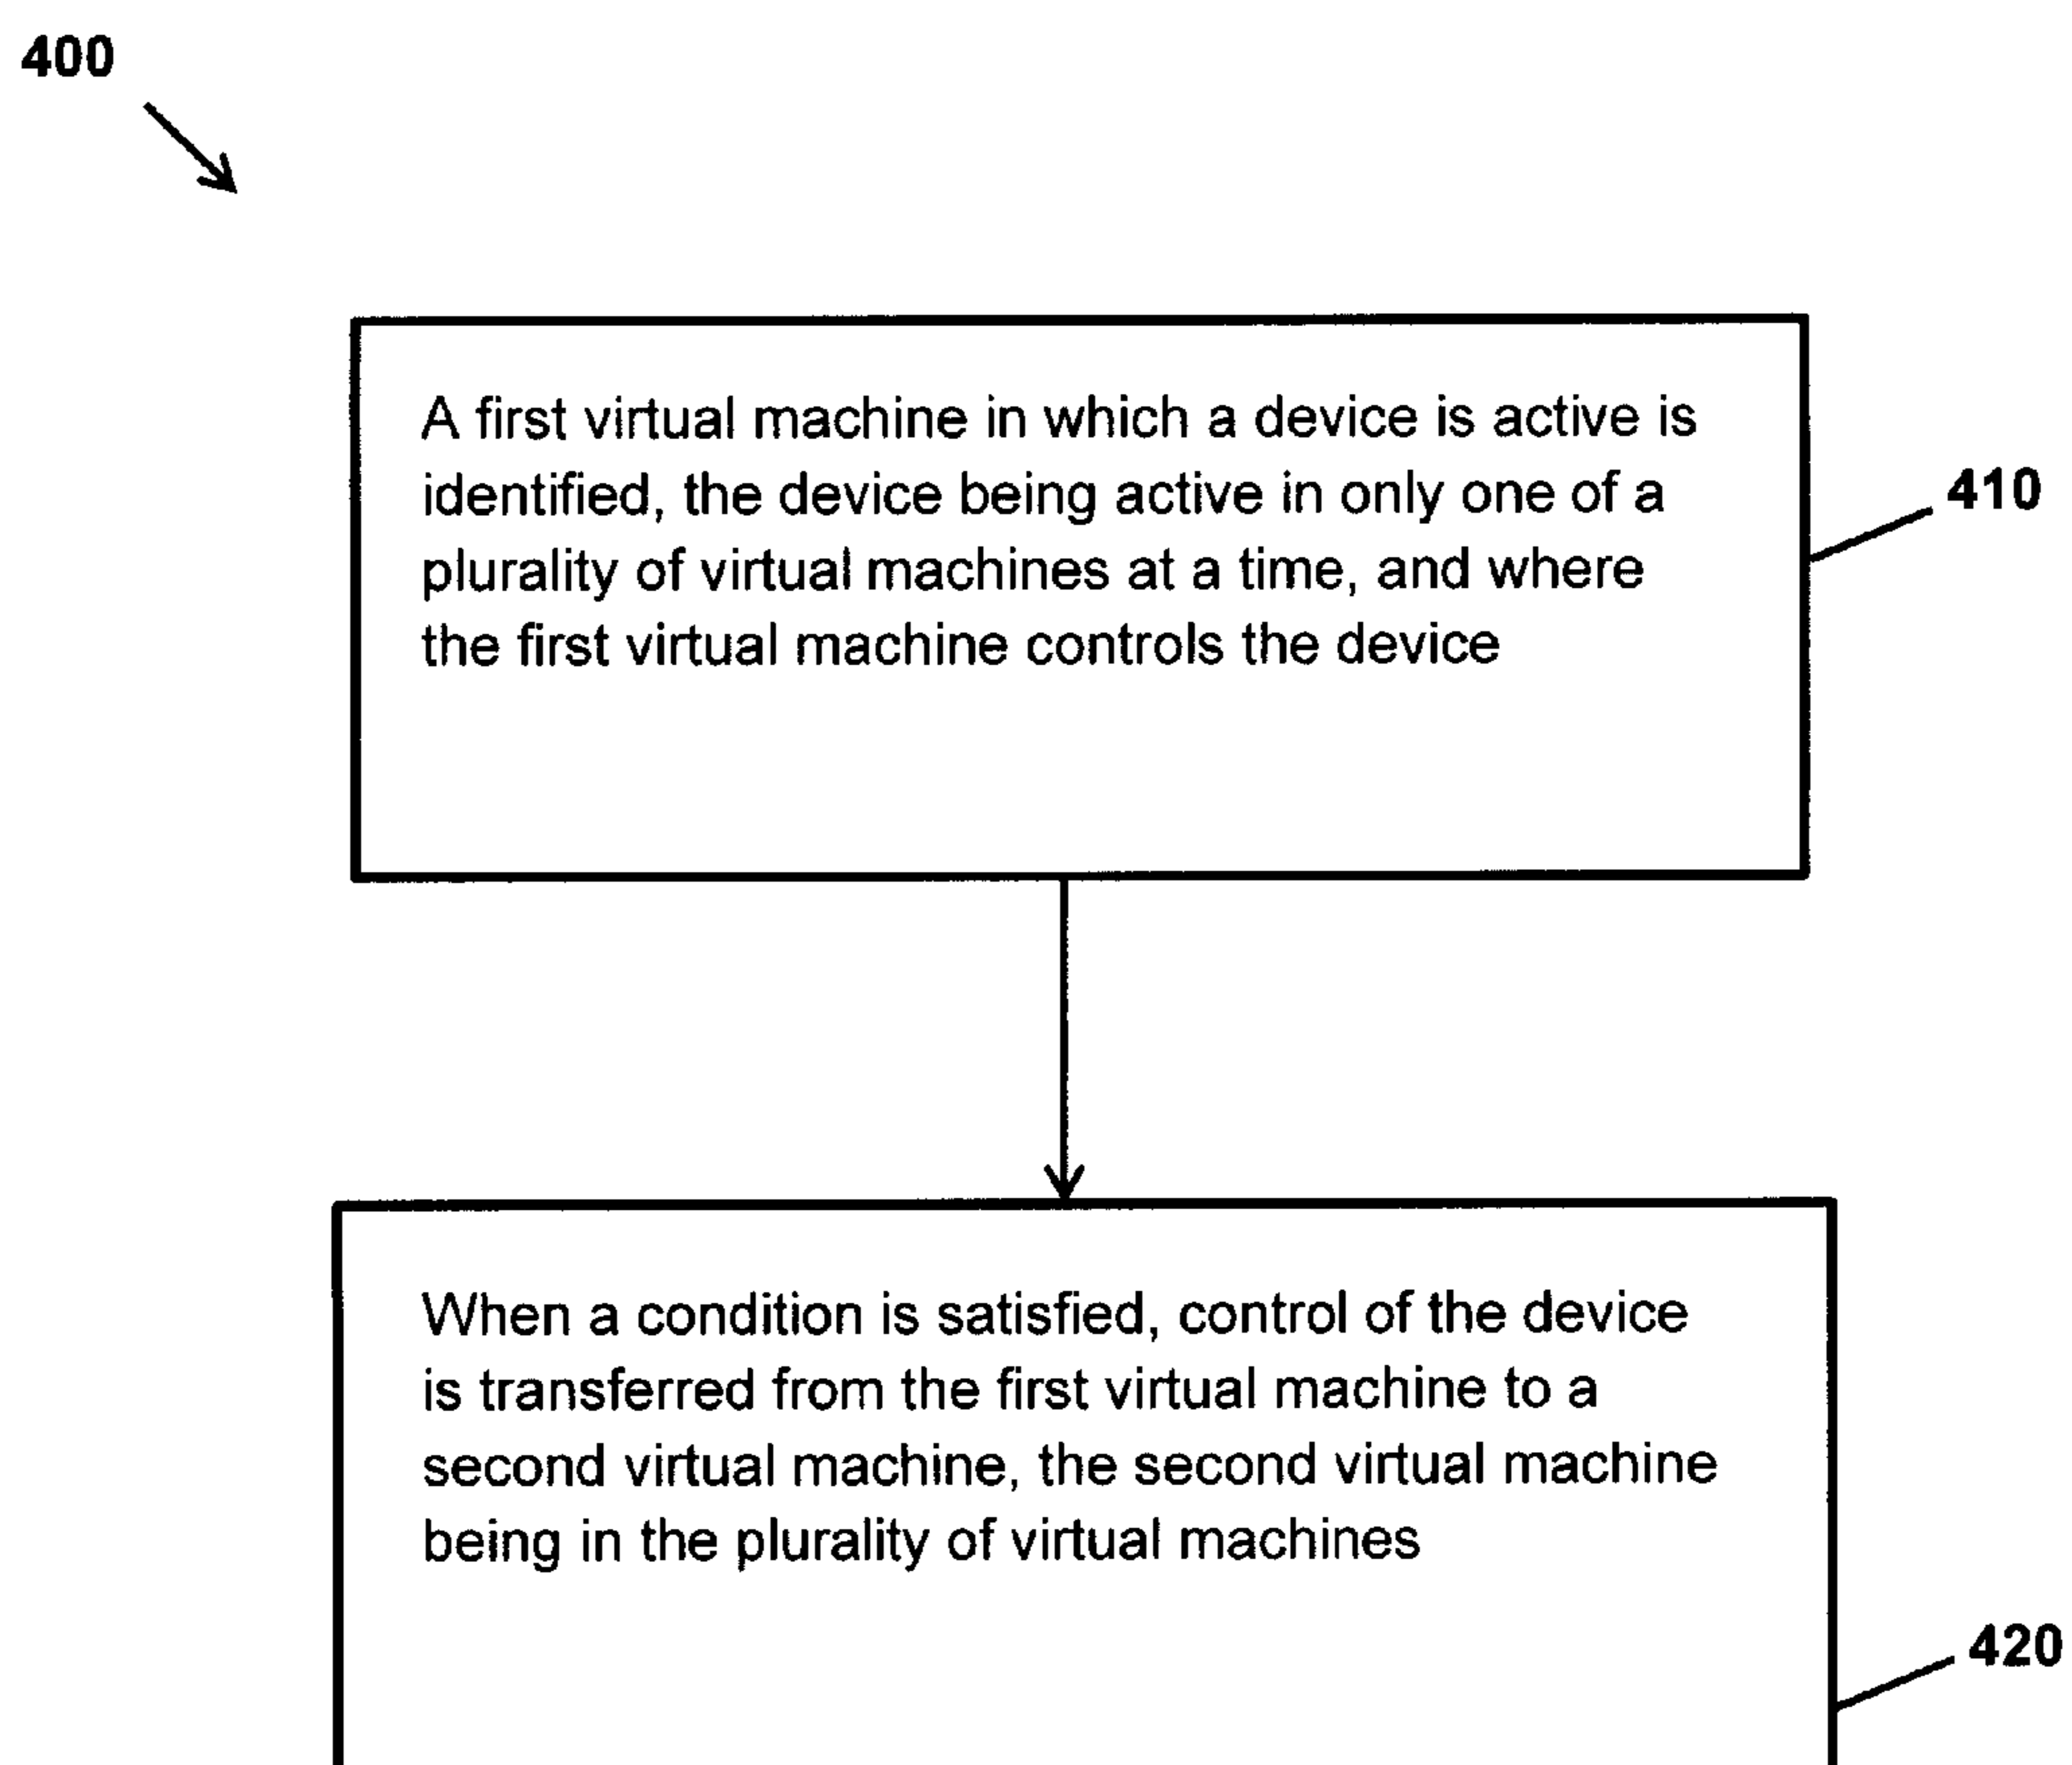 400
A first virtual machine in which a device is active is
identified, the device being active in only one of a
plurality of virtual machines at a time, and where
the first virtual machine controls the device
410
When a condition is satisfied, control of the device
is transferred from the first virtual machine to a
second virtual machine, the second virtual machine
being in the plurality of virtual machines
420